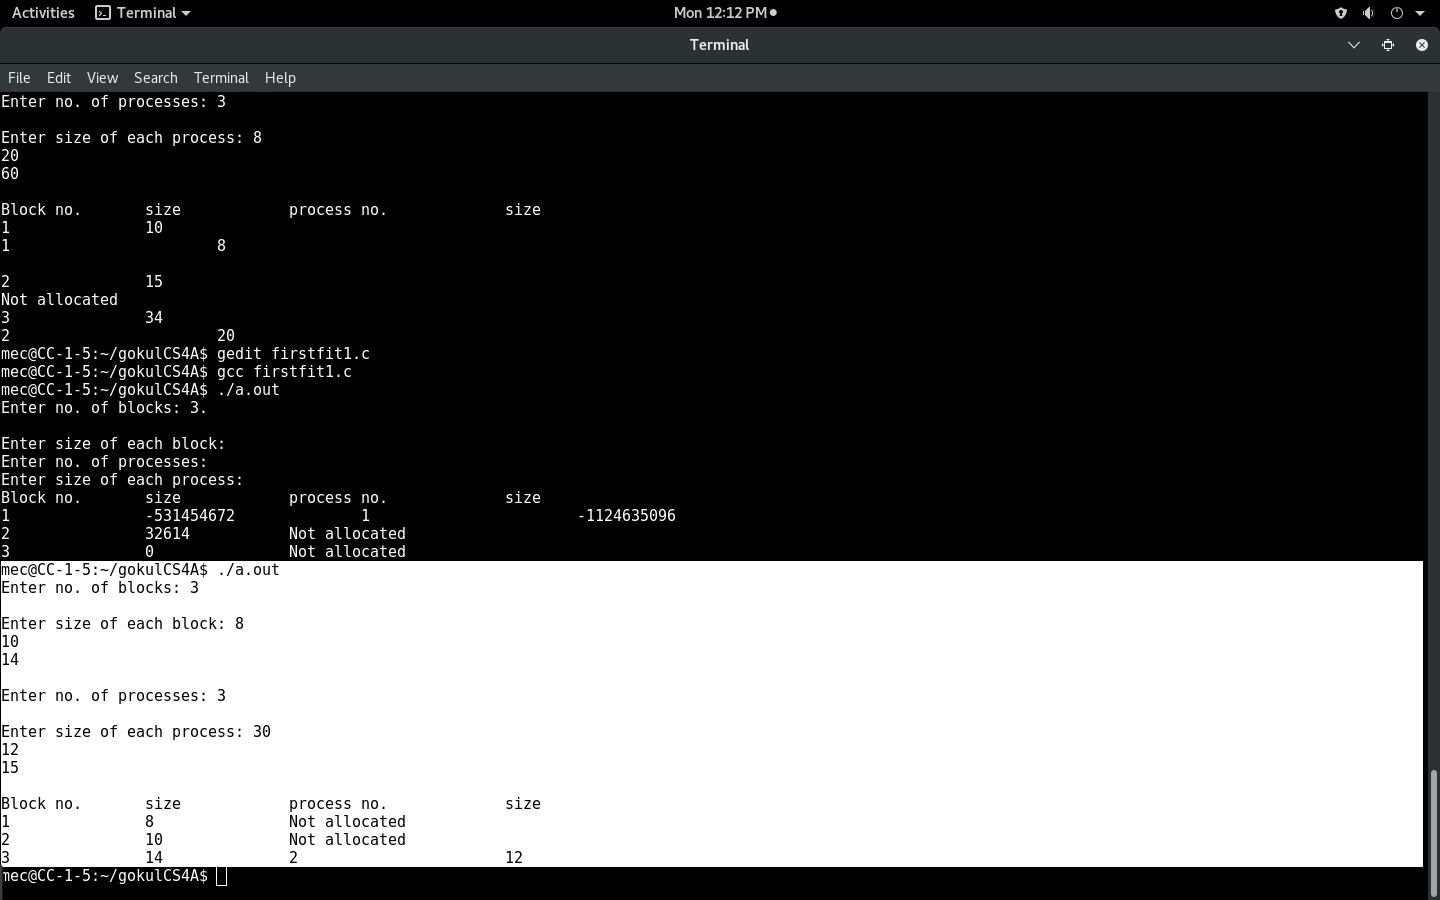 Activities Terminal Mon 12:12 PM
Terminal
File Edit View Search Terminal Help
Enter no. of processes: 3
Enter size of each process: 8
20
60
Block no. size process no. size
1 10
1 8
2 15
Not allocated
3 34
2 20
mec@CC-1-5:~/gokulCS4A$ gedit firstfit1.c
mec@CC-1-5:~/gokulCS4A$ gcc firstfit1.c
mec@CC-1-5:~/gokulCS4A$ ./a.out
Enter no. of blocks: 3.
Enter size of each block:
Enter no. of processes:
Enter size of each process:
Block no. size process no. size
1 -531454672 1 -1124635096
2 32614 Not allocated
3 0 Not allocated
mec@CC-1-5:~/gokulCS4A$ ./a.out
Enter no. of blocks: 3
Enter size of each block: 8
10
14
Enter no. of processes: 3
Enter size of each process: 30
12
15
Block no. size process no. size
1 8 Not allocated
2 10 Not allocated
3 14 2 12
mec@CC-1-5:~/gokulCS4A$